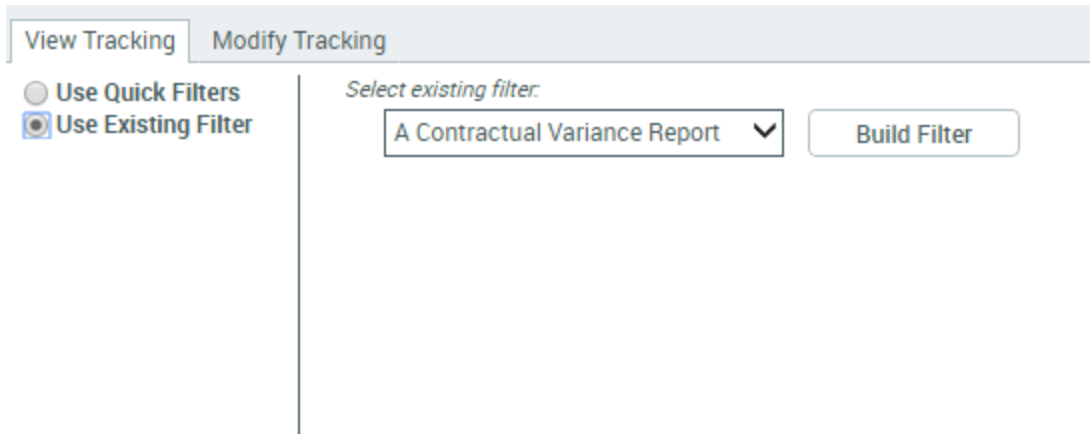 View Tracking
Modify Tracking
Use Quick Filters
Use Existing Filter
Select existing filter:
A Contractual Variance Report
Build Filter